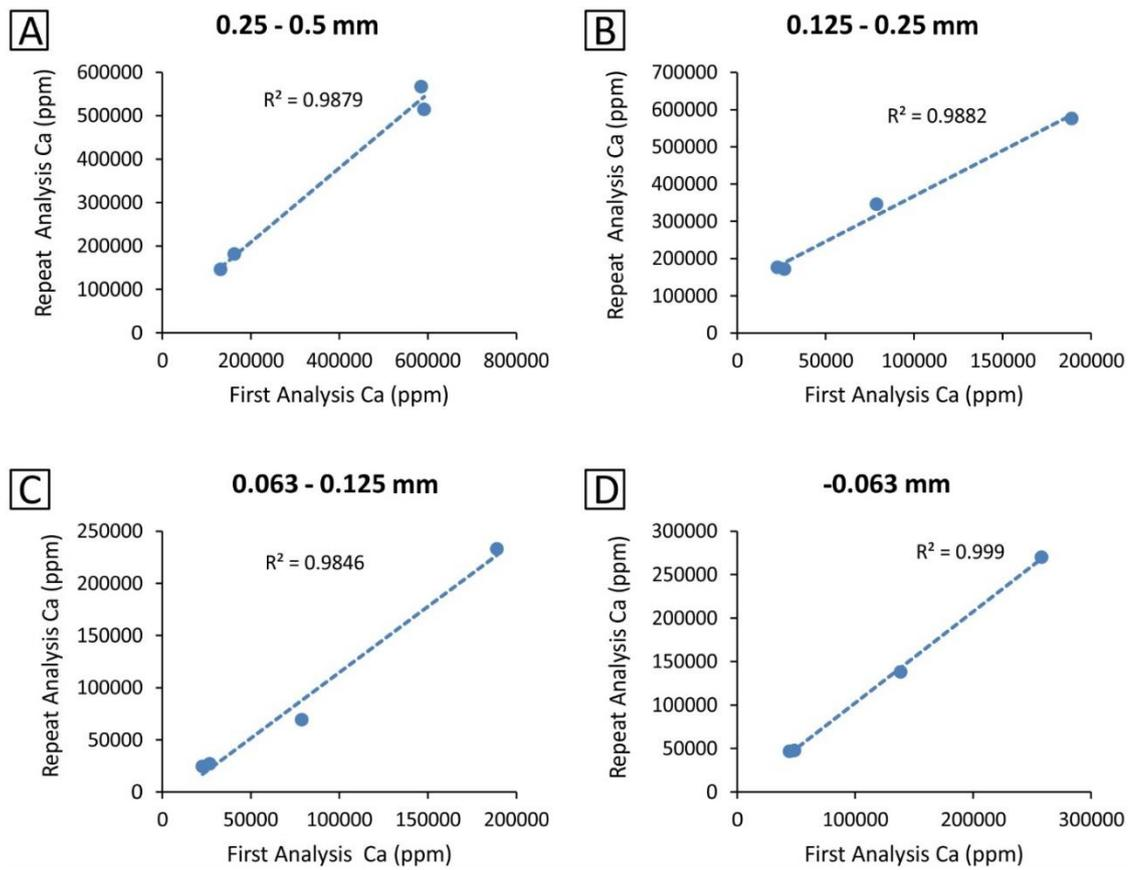 A
0.25 - 0.5 mm
Repeat Analysis Ca (ppm)
600000
500000
400000
300000
200000
100000
0
R² = 0.9879
0 200000 400000 600000 800000
First Analysis Ca (ppm)
B
0.125 - 0.25 mm
Repeat Analysis Ca (ppm)
700000
600000
500000
400000
300000
200000
100000
0
R² = 0.9882
0 50000 100000 150000 200000
First Analysis Ca (ppm)
C
0.063 - 0.125 mm
Repeat Analysis Ca (ppm)
250000
200000
150000
100000
50000
0
R² = 0.9846
0 50000 100000 150000 200000
First Analysis Ca (ppm)
D
-0.063 mm
Repeat Analysis Ca (ppm)
300000
250000
200000
150000
100000
50000
0
R² = 0.999
0 100000 200000 300000
First Analysis Ca (ppm)